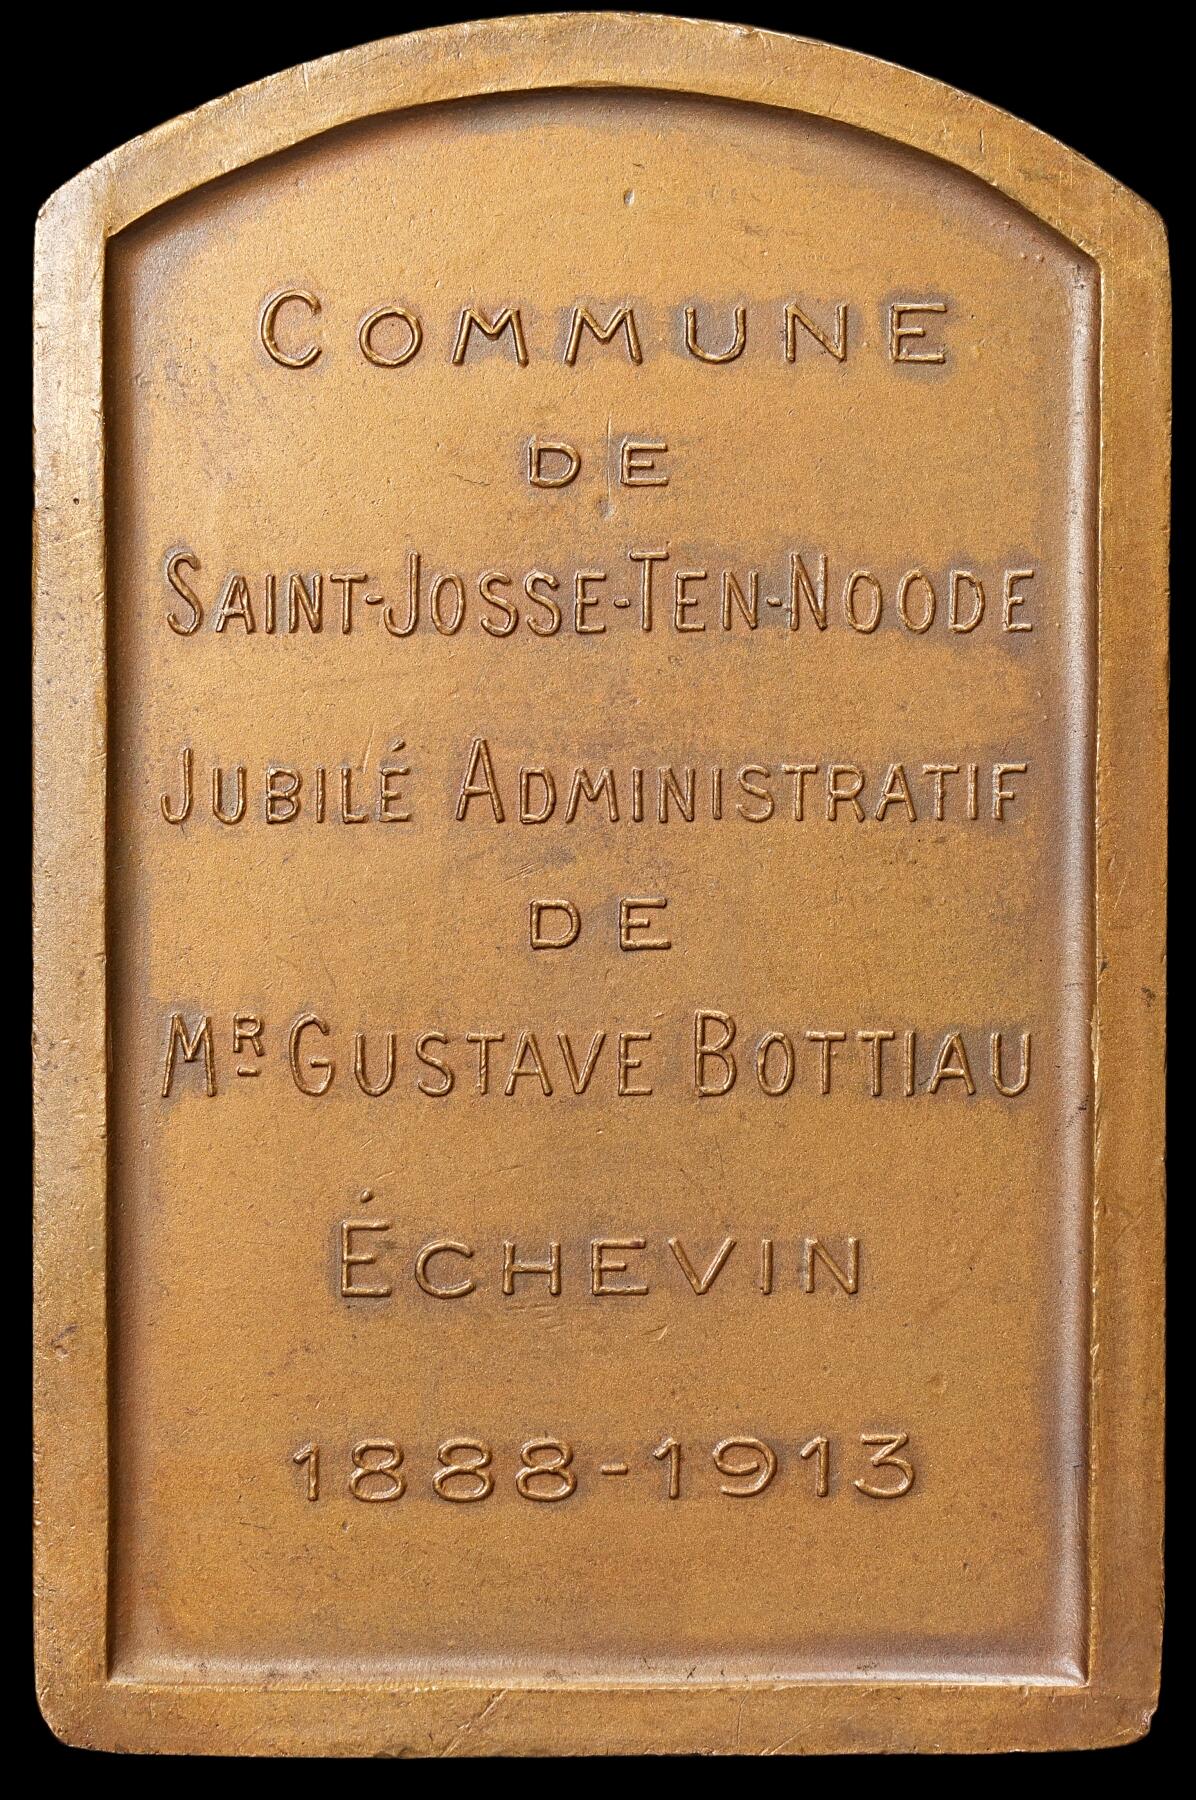 COMMUNE
DE
SAINT-JOSSE-TEN-NOODE
JUBILÉ ADMINISTRATIF
DE
MR GUSTAVE BOTTIAU
ÉCHEVIN
1888-1913